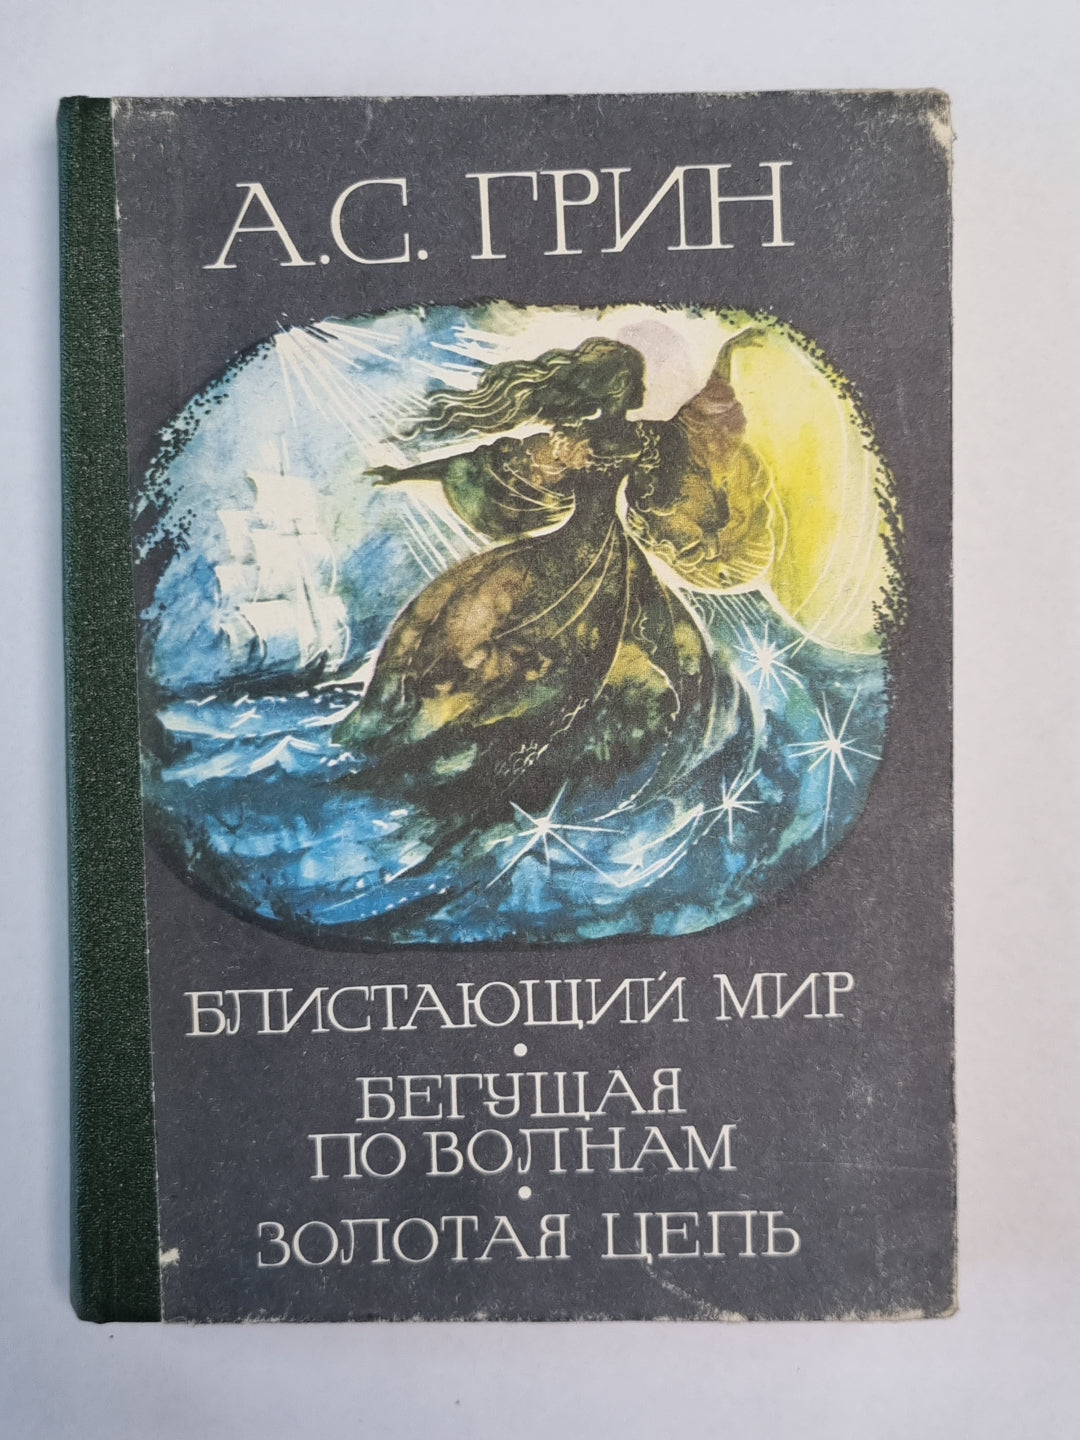 А.С. ГРИН
БЛИСТАЮЩИЙ МИР
•
БЕГУЩАЯ
ПО ВОЛНАМ
•
ЗОЛОТАЯ ЦЕПЬ